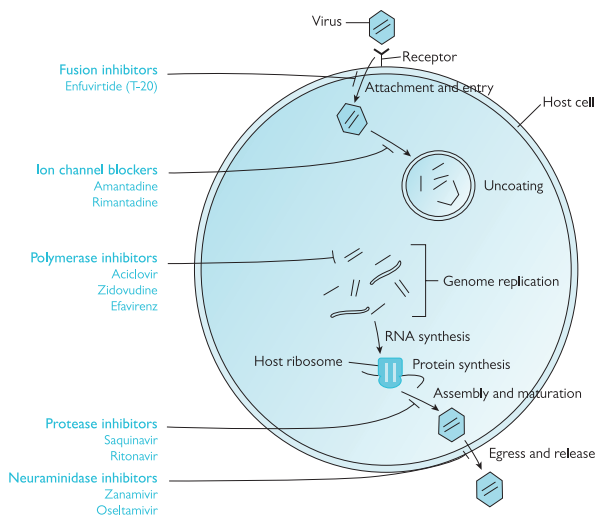 Virus
Receptor
Fusion inhibitors
Enfuvirtide (T-20)
Attachment and entry
Host cell
Ion channel blockers
Amantadine
Rimantadine
Uncoating
Polymerase inhibitors
Aciclovir
Zidovudine
Efavirenz
Genome replication
RNA synthesis
Host ribosome
Protein synthesis
Assembly and maturation
Protease inhibitors
Saquinavir
Ritonavir
Egress and release
Neuraminidase inhibitors
Zanamivir
Oseltamivir